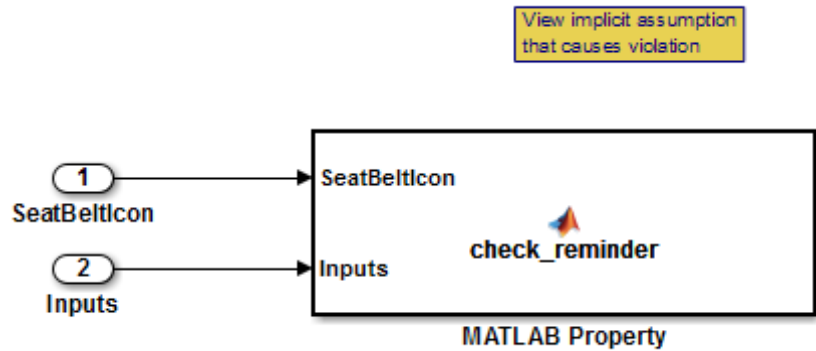 View implicit assumption
that causes violation
1
SeatBeltIcon
SeatBeltIcon
check_reminder
2
Inputs
Inputs
MATLAB Property